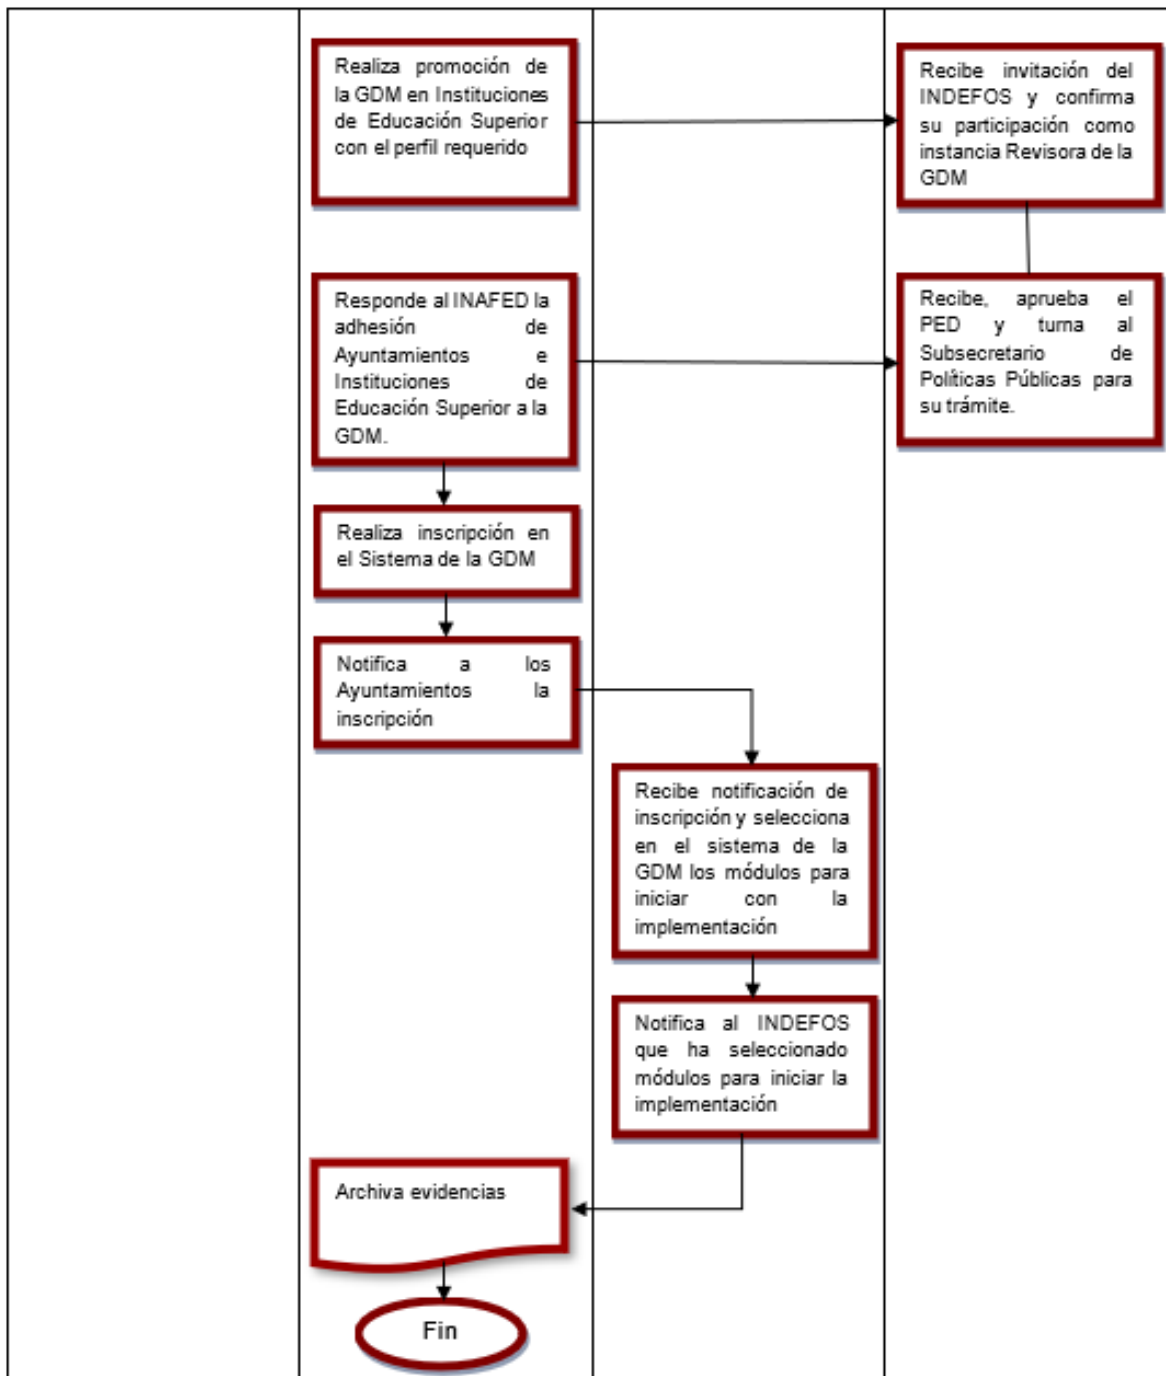 Realiza promoción de
la GDM en Instituciones
de Educación Superior
con el perfil requerido
Recibe invitación del
INDEFOS y confirma
su participación como
instancia Revisora de la
GDM
Responde al INAFED la
adhesión de
Ayuntamientos e
Instituciones de
Educación Superior a la
GDM.
Recibe, aprueba el
PED y turna al
Subsecretario de
Políticas Públicas para
su trámite.
Realiza inscripción en
el Sistema de la GDM
Notifica a los
Ayuntamientos la
inscripción
Recibe notificación de
inscripción y selecciona
en el sistema de la
GDM los módulos para
iniciar con la
implementación
Notifica al INDEFOS
que ha seleccionado
módulos para iniciar la
implementación
Archiva evidencias
Fin